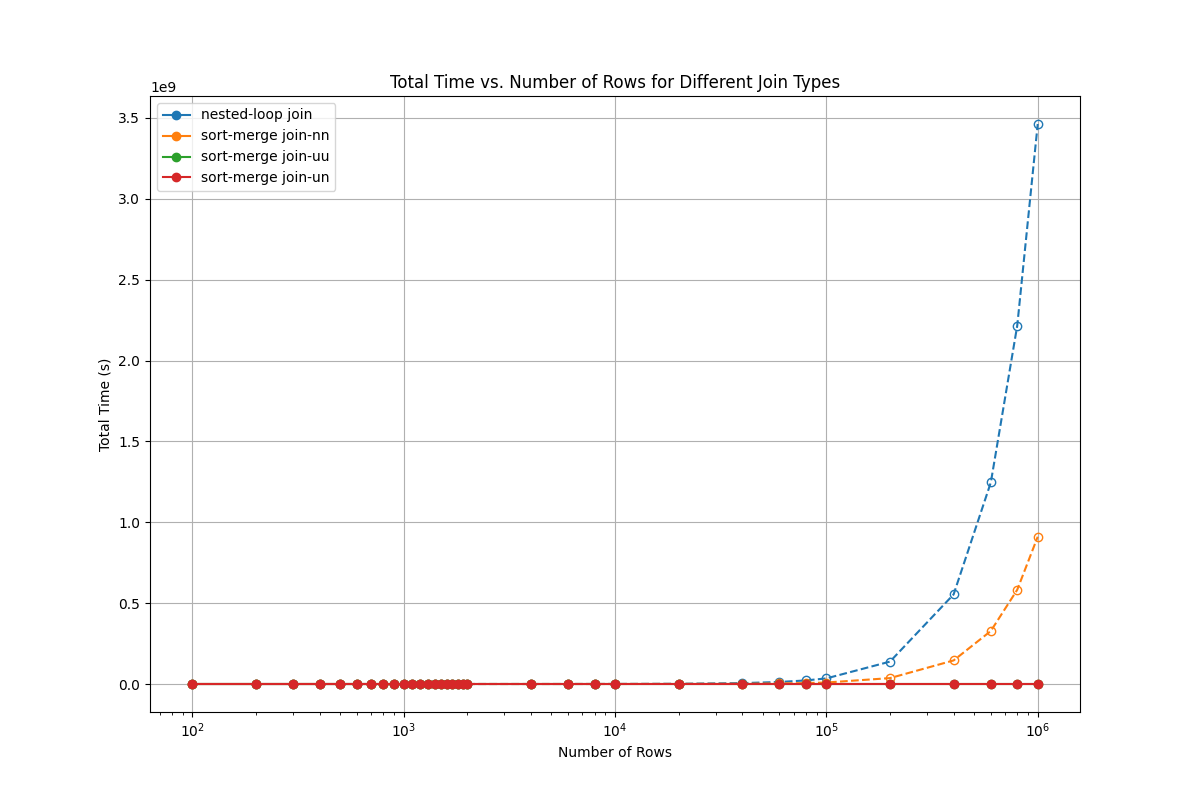 Total Time vs. Number of Rows for Different Join Types
1e9
nested-loop join
sort-merge join-nn
sort-merge join-uu
sort-merge join-un
3.5
3.0
2.5
2.0
1.5
1.0
0.5
0.0
Total Time (s)
10² 10³ 10⁴ 10⁵ 10⁶
Number of Rows